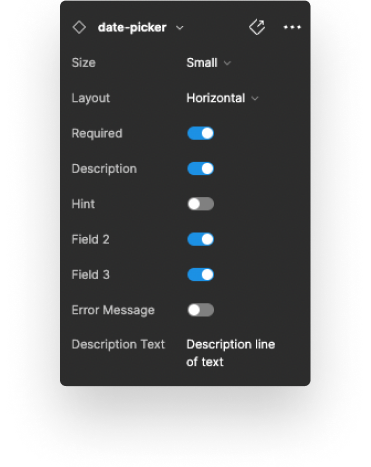 date-picker
Size Small
Layout Horizontal
Required
Description
Hint
Field 2
Field 3
Error Message
Description Text Description line
of text